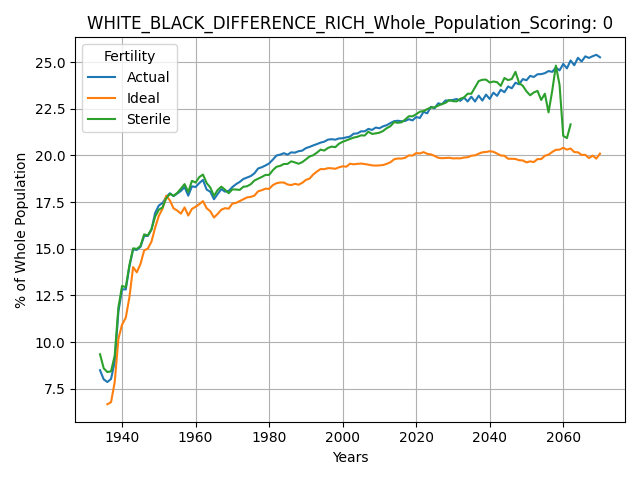 WHITE_BLACK_DIFFERENCE_RICH_Whole_Population_Scoring: 0
Fertility
Actual
Ideal
Sterile
25.0
22.5
20.0
17.5
15.0
12.5
10.0
7.5
% of Whole Population
1940 1960 1980 2000 2020 2040 2060
Years